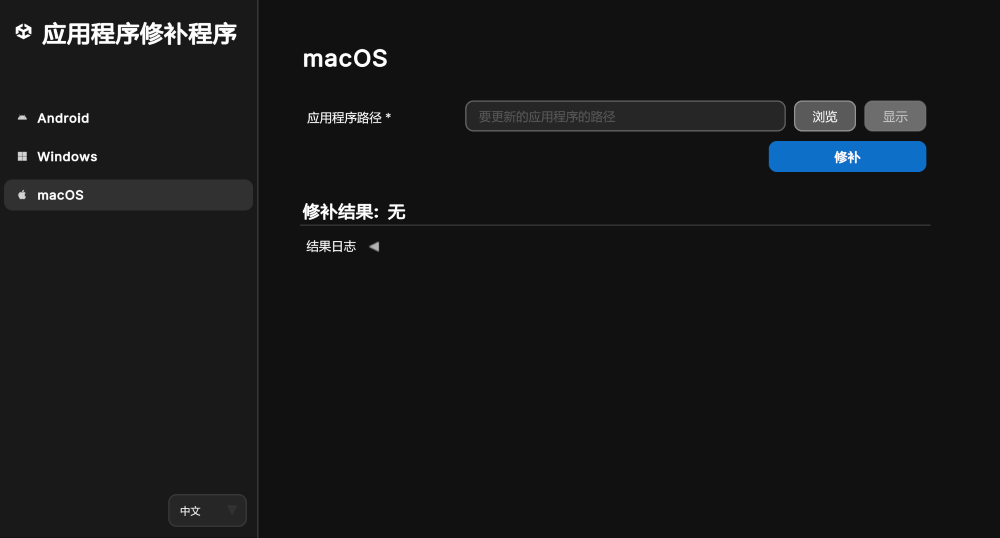 应用程序修补程序
Android
Windows
macOS
中文
macOS
应用程序路径 *
要更新的应用程序的路径
浏览
显示
修补
修补结果: 无
结果日志